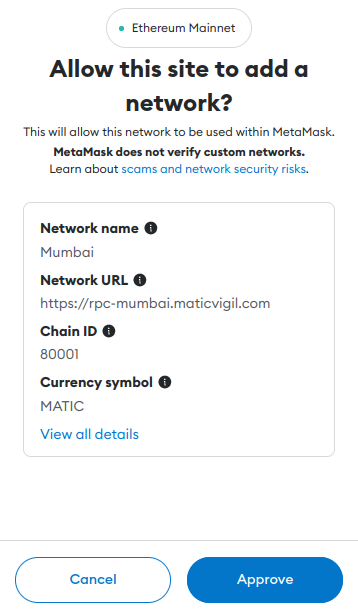 Ethereum Mainnet
Allow this site to add a
network?
This will allow this network to be used within MetaMask.
MetaMask does not verify custom networks.
Learn about scams and network security risks.
Network name
Mumbai
Network URL
https://rpc-mumbai.maticvigil.com
Chain ID
80001
Currency symbol
MATIC
View all details
Cancel
Approve